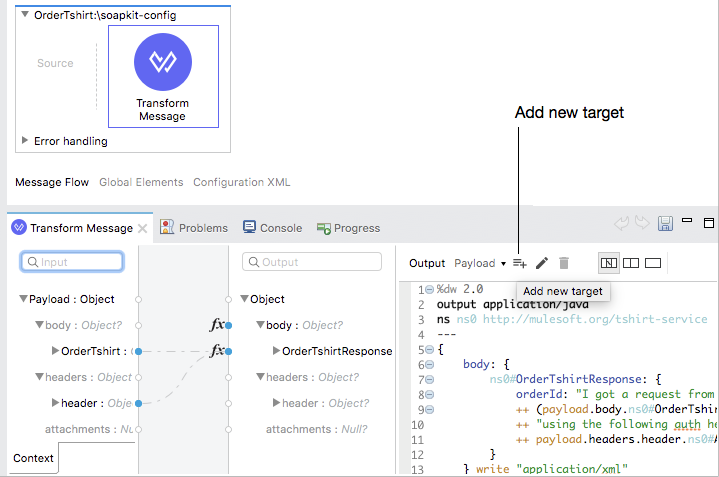 OrderTshirt:\soapkit-config
Source
Transform
Message
Error handling
Add new target
Message Flow Global Elements Configuration XML
Transform Message Problems Console Progress
Input
Output
Output Payload
Add new target
Payload : Object
body : Object?
OrderTshirt : (
headers : Object
header : Obje
attachments : Nu
Context
Object
fx body : Object?
fx OrderTshirtResponse
headers : Object?
header : Object?
attachments : Null?
1 %dw 2.0
2 output application/java
3 ns ns0 http://mulesoft.org/tshirt-service
4 ---
5 {
6 body: {
7 ns0#OrderTshirtResponse: {
8 orderId: "I got a request from
9 ++ (payload.body.ns0#OrderTshir
10 ++ "using the following auth he
11 ++ payload.headers.header.ns0#A
12 }
13 } write "application/xml"